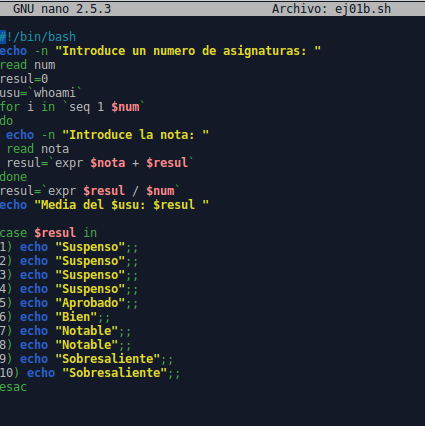 GNU nano 2.5.3 Archivo: ej01b.sh
#!/bin/bash
echo -n "Introduce un numero de asignaturas: "
read num
resul=0
usu=`whoami`
for i in `seq 1 $num`
do
 echo -n "Introduce la nota: "
 read nota
 resul=`expr $nota + $resul`
done
resul=`expr $resul / $num`
echo "Media del $usu: $resul "
case $resul in
1) echo "Suspenso";;
2) echo "Suspenso";;
3) echo "Suspenso";;
4) echo "Suspenso";;
5) echo "Aprobado";;
6) echo "Bien";;
7) echo "Notable";;
8) echo "Notable";;
9) echo "Sobresaliente";;
10) echo "Sobresaliente";;
esac